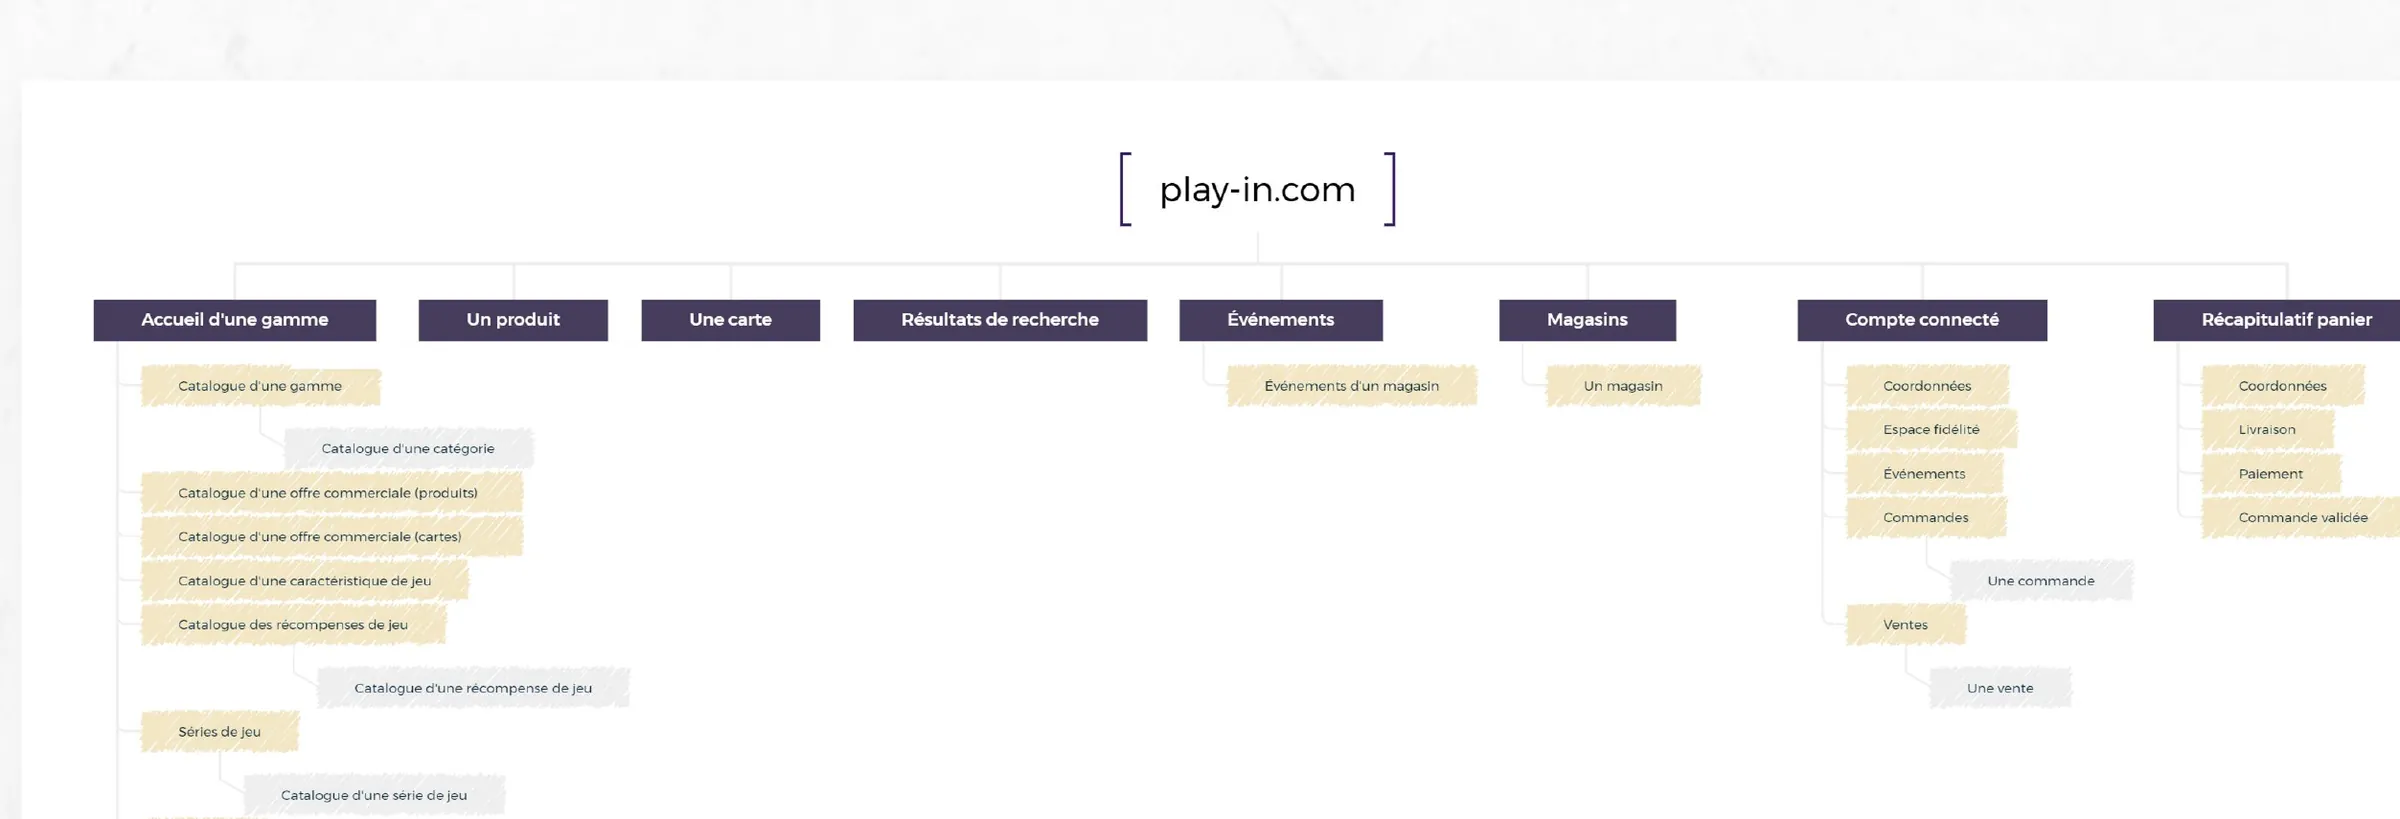 play-in.com
Accueil d'une gamme
Un produit
Une carte
Résultats de recherche
Événements
Magasins
Compte connecté
Récapitulatif panier
Catalogue d'une gamme
Catalogue d'une catégorie
Catalogue d'une offre commerciale (produits)
Catalogue d'une offre commerciale (cartes)
Catalogue d'une caractéristique de jeu
Catalogue des récompenses de jeu
Catalogue d'une récompense de jeu
Séries de jeu
Catalogue d'une série de jeu
Événements d'un magasin
Un magasin
Coordonnées
Espace fidélité
Événements
Commandes
Une commande
Ventes
Une vente
Coordonnées
Livraison
Paiement
Commande validée